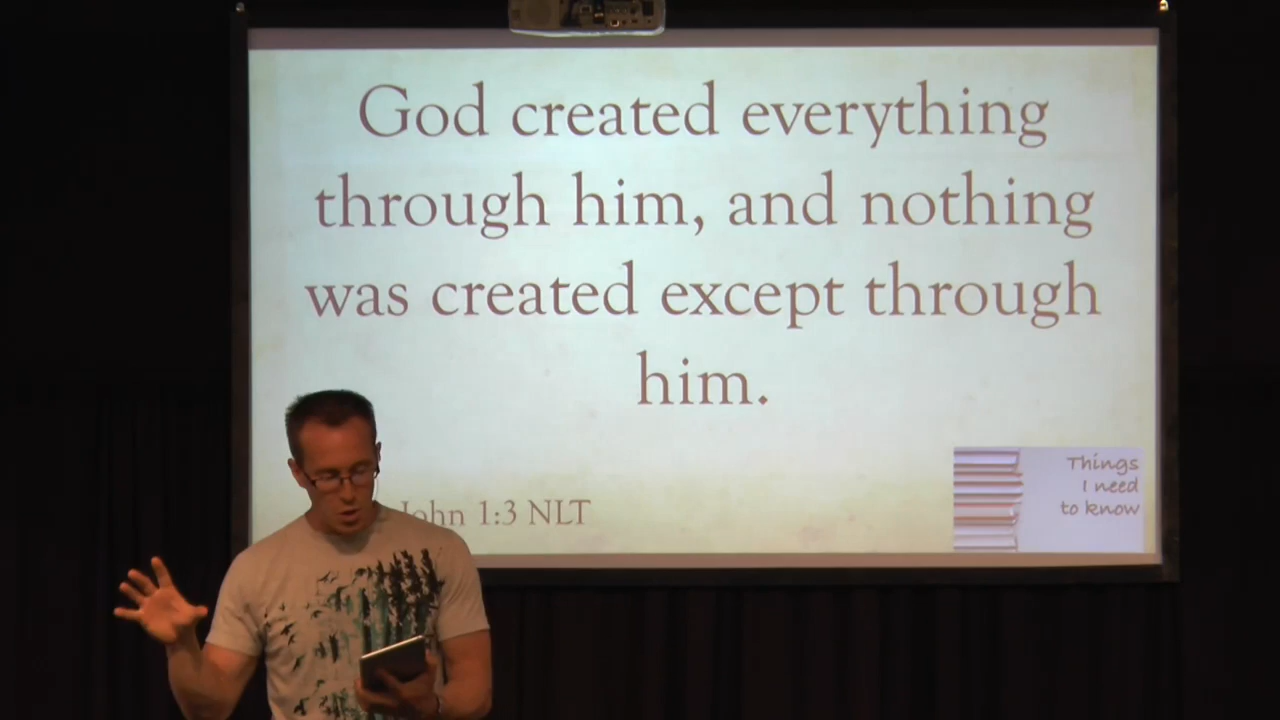 God created everything
through him, and nothing
was created except through
him.
John 1:3 NLT
Things
I need
to know